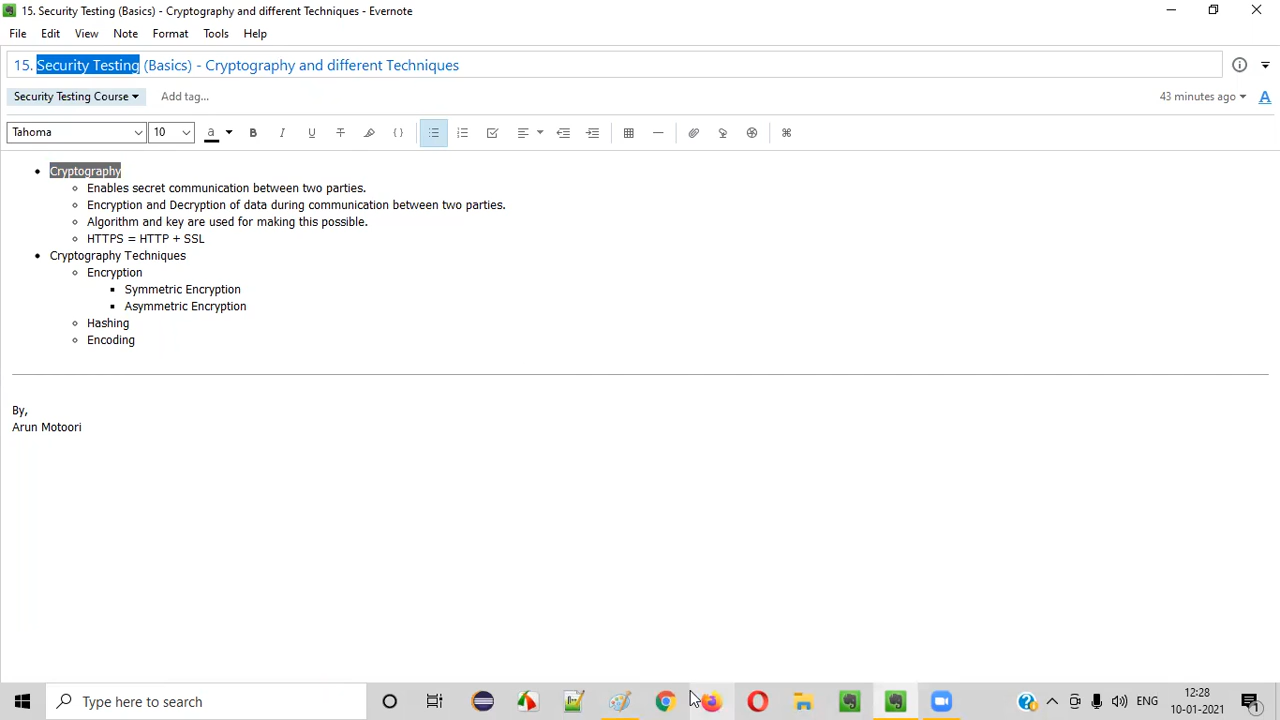 15. Security Testing (Basics) - Cryptography and different Techniques - Evernote
File Edit View Note Format Tools Help
15. Security Testing (Basics) - Cryptography and different Techniques
Security Testing Course Add tag... 43 minutes ago
Tahoma 10
Cryptography
Enables secret communication between two parties.
Encryption and Decryption of data during communication between two parties.
Algorithm and key are used for making this possible.
HTTPS = HTTP + SSL
Cryptography Techniques
Encryption
Symmetric Encryption
Asymmetric Encryption
Hashing
Encoding
By,
Arun Motoori
Type here to search
ENG
12:28
10-01-2021